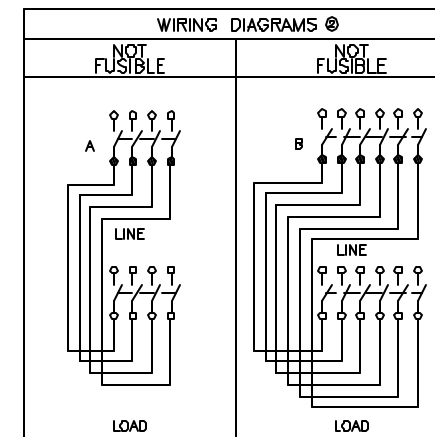 WIRING DIAGRAMS ②
NOT
FUSIBLE
NOT
FUSIBLE
A
B
LINE
LINE
LOAD
LOAD